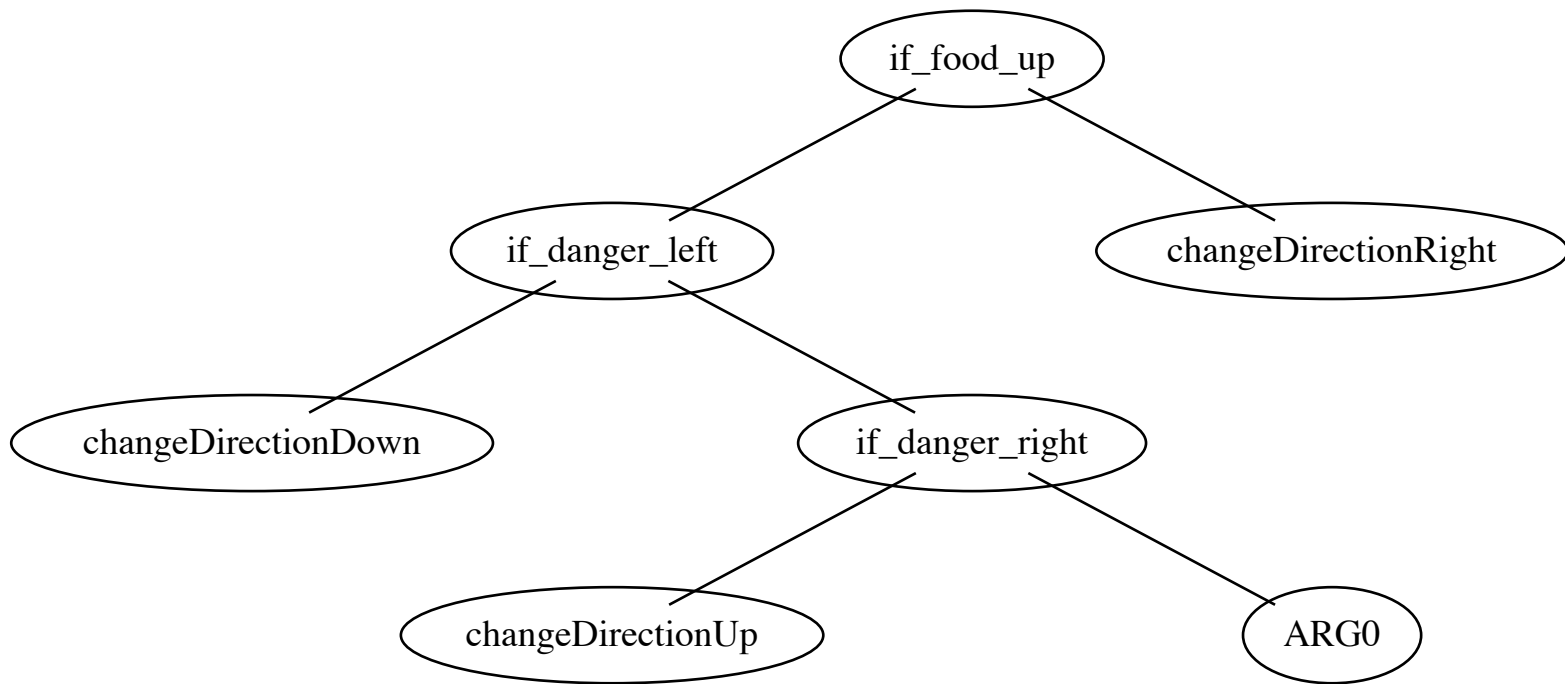 if_food_up
if_danger_left
changeDirectionRight
changeDirectionDown
if_danger_right
changeDirectionUp
ARG0